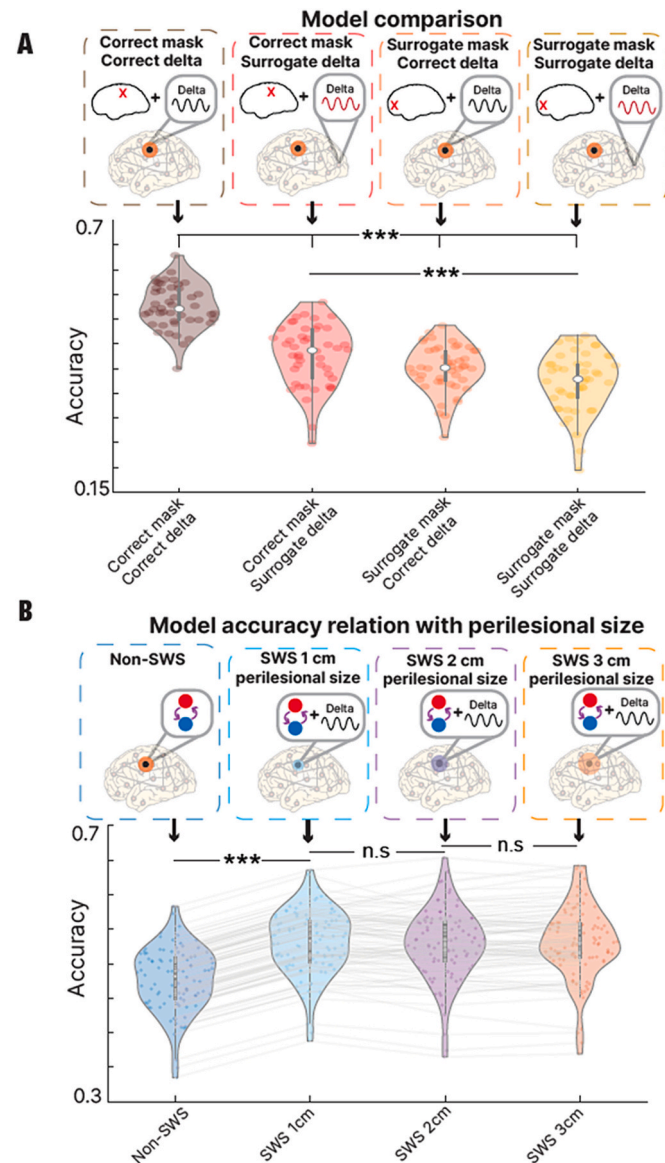 A
Model comparison
Correct mask
Correct delta
Correct mask
Surrogate delta
Surrogate mask
Correct delta
Surrogate mask
Surrogate delta
X + Delta
X + Delta
X + Delta
X + Delta
0.7
***
***
Accuracy
0.15
Correct mask
Correct delta
Correct mask
Surrogate delta
Surrogate mask
Correct delta
Surrogate mask
Surrogate delta
B
Model accuracy relation with perilesional size
Non-SWS
SWS 1 cm
perilesional size
SWS 2 cm
perilesional size
SWS 3 cm
perilesional size
+ Delta
+ Delta
+ Delta
0.7
***
n.s
n.s
Accuracy
0.3
Non-SWS
SWS 1cm
SWS 2cm
SWS 3cm